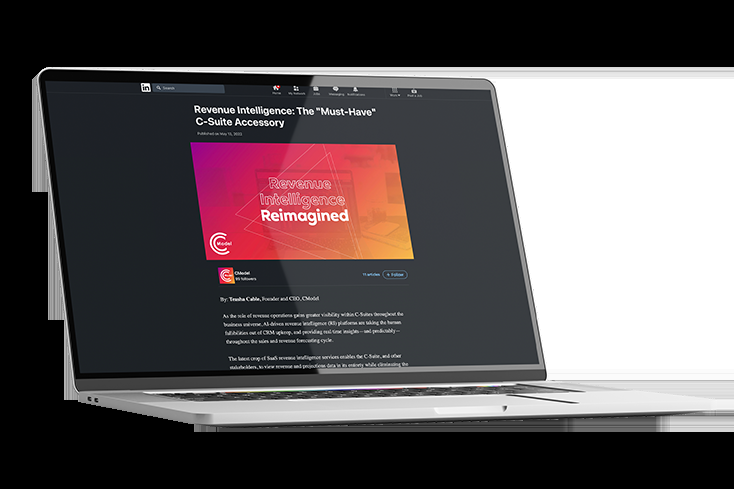 in Search Home My Network Jobs Messaging Notifications Work Post a Job
Revenue Intelligence: The "Must-Have"
C-Suite Accessory
Published on May 13, 2022
Revenue
Intelligence
Reimagined
CModel
CModel
95 followers
11 articles + Follow
By: Trisha Cable, Founder and CEO, CModel
As the role of revenue operations gains greater visibility within C-Suites throughout the
business universe, AI-driven revenue intelligence (RI) platforms are taking the human
fallibilities out of CRM upkeep, and providing real-time insights—and predictability—
throughout the sales and revenue forecasting cycle.
The latest crop of SaaS revenue intelligence services enables the C-Suite, and other
stakeholders, to view revenue and projections data in its entirety while eliminating the